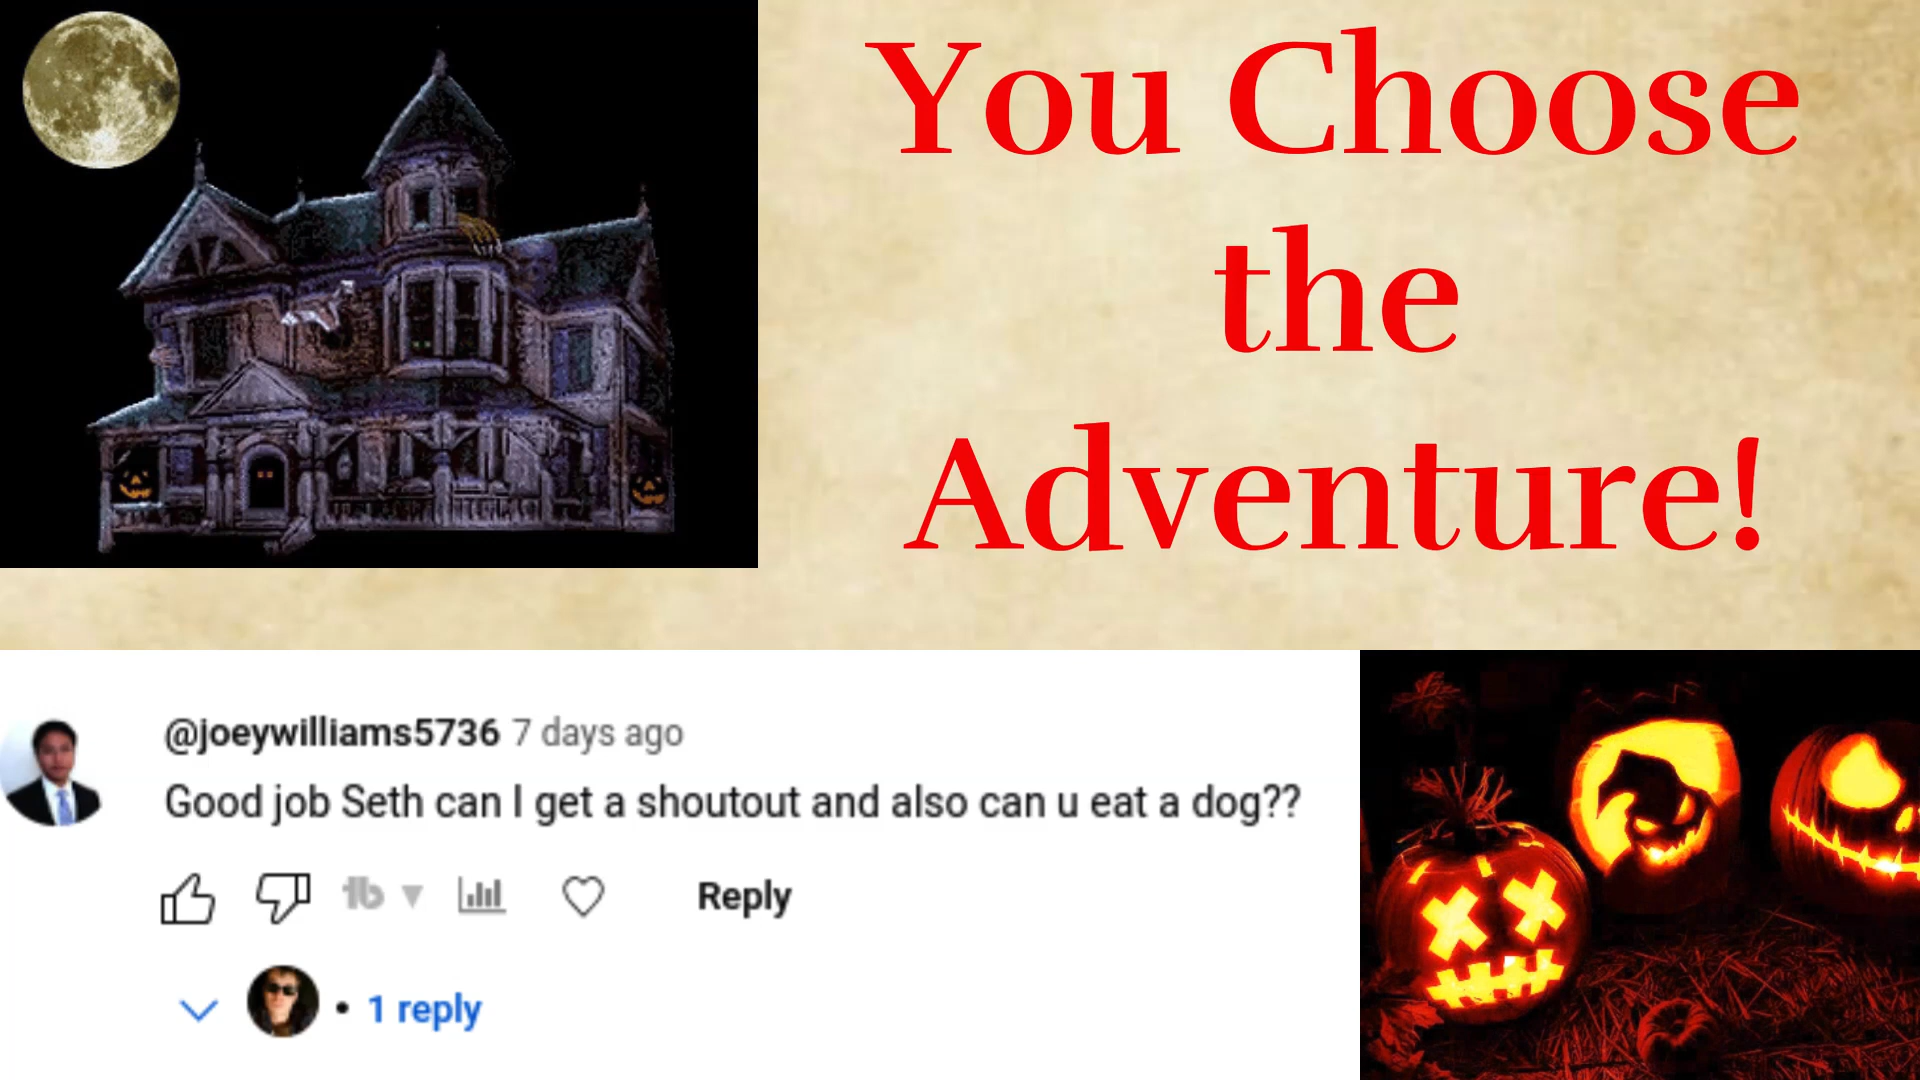 You Choose
the
Adventure!
@joeywilliams5736 7 days ago
Good job Seth can I get a shoutout and also can u eat a dog??
tb
Reply
• 1 reply